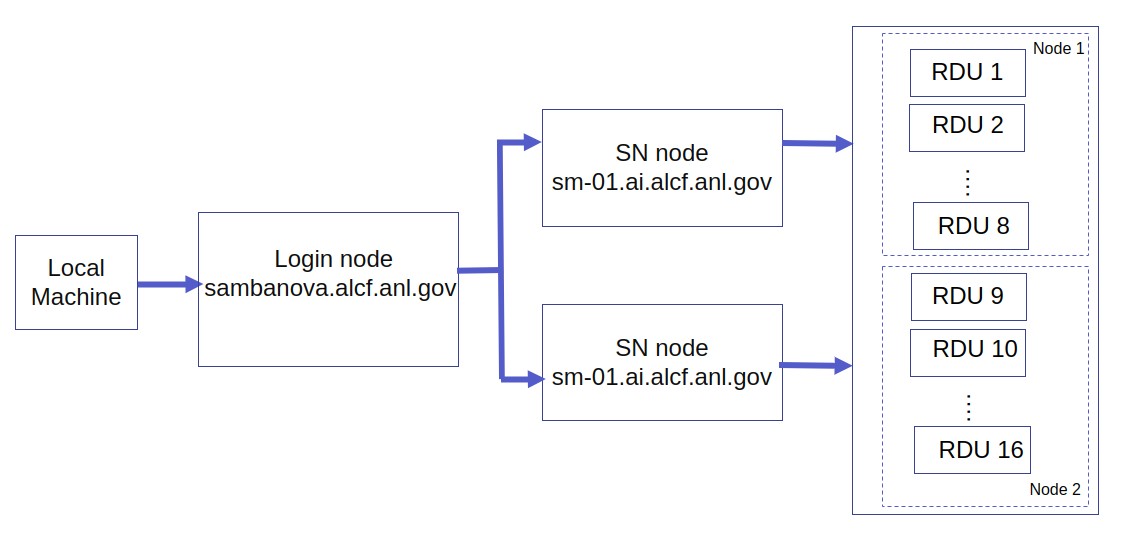 Local
Machine
Login node
sambanova.alcf.anl.gov
SN node
sm-01.ai.alcf.anl.gov
SN node
sm-01.ai.alcf.anl.gov
Node 1
RDU 1
RDU 2
RDU 8
RDU 9
RDU 10
RDU 16
Node 2